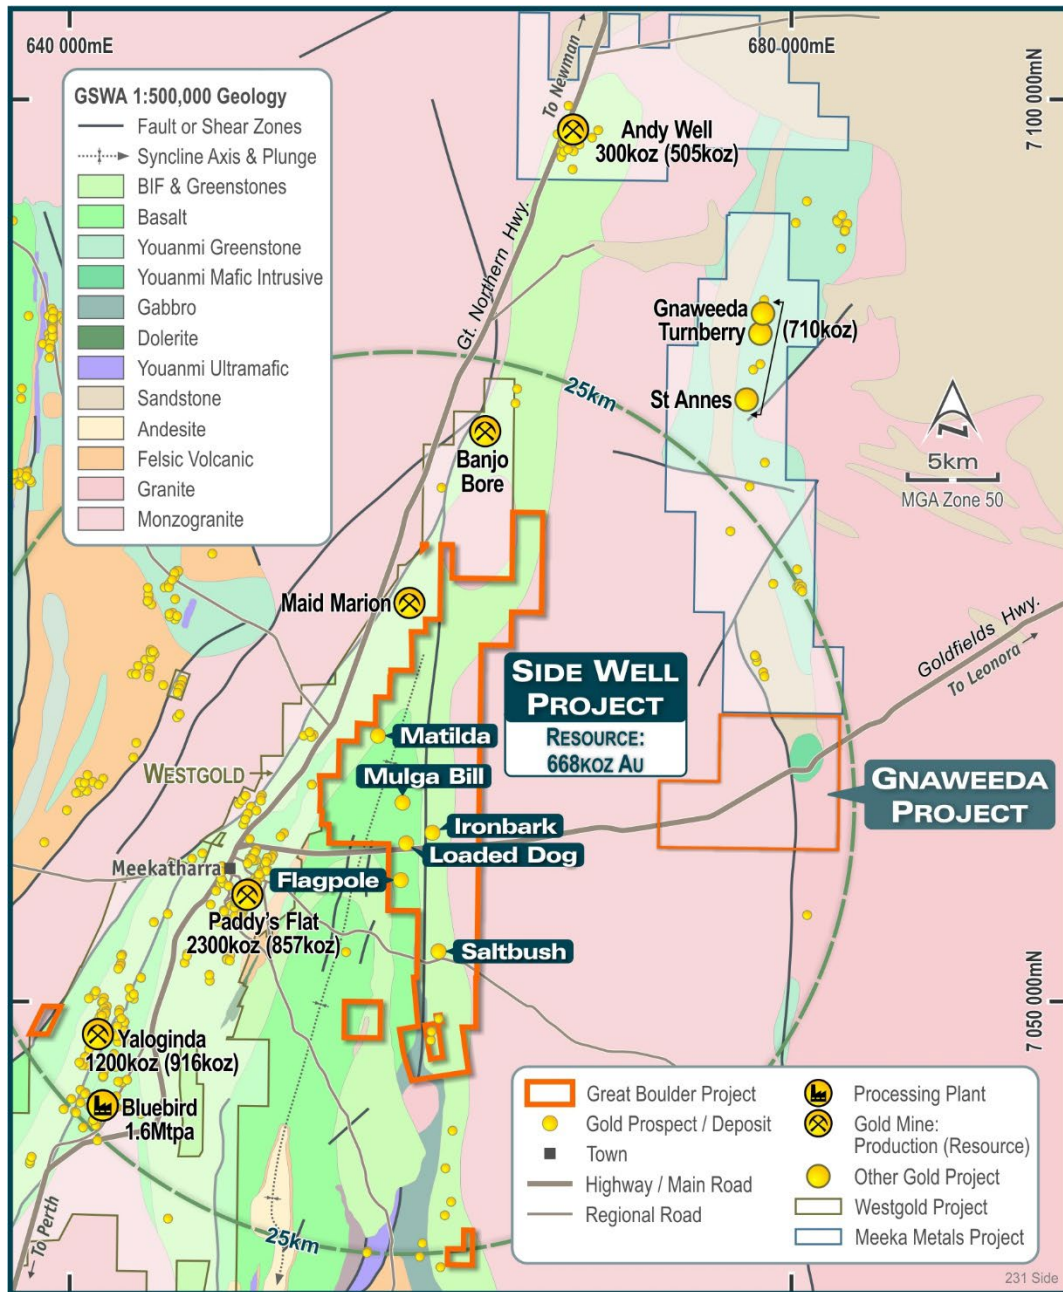 640 000mE
680 000mE
7 100 000mN
7 050 000mN
GSWA 1:500,000 Geology
Fault or Shear Zones
Syncline Axis & Plunge
BIF & Greenstones
Basalt
Youanmi Greenstone
Youanmi Mafic Intrusive
Gabbro
Dolerite
Youanmi Ultramafic
Sandstone
Andesite
Felsic Volcanic
Granite
Monzogranite
To Newman
Andy Well
300koz (505koz)
Gt. Northern Hwy.
Gnaweeda
Turnberry
(710koz)
St Annes
25km
N
5km
MGA Zone 50
Banjo
Bore
Maid Marion
Goldfields Hwy.
To Leonora
SIDE WELL
PROJECT
RESOURCE:
668KOZ AU
Matilda
Mulga Bill
WESTGOLD
Ironbark
Loaded Dog
GNAWEEDA
PROJECT
Meekatharra
Flagpole
Paddy's Flat
2300koz (857koz)
Saltbush
Yaloginda
1200koz (916koz)
Bluebird
1.6Mtpa
To Perth
25km
Great Boulder Project
Gold Prospect / Deposit
Town
Highway / Main Road
Regional Road
Processing Plant
Gold Mine:
Production (Resource)
Other Gold Project
Westgold Project
Meeka Metals Project
231 Side